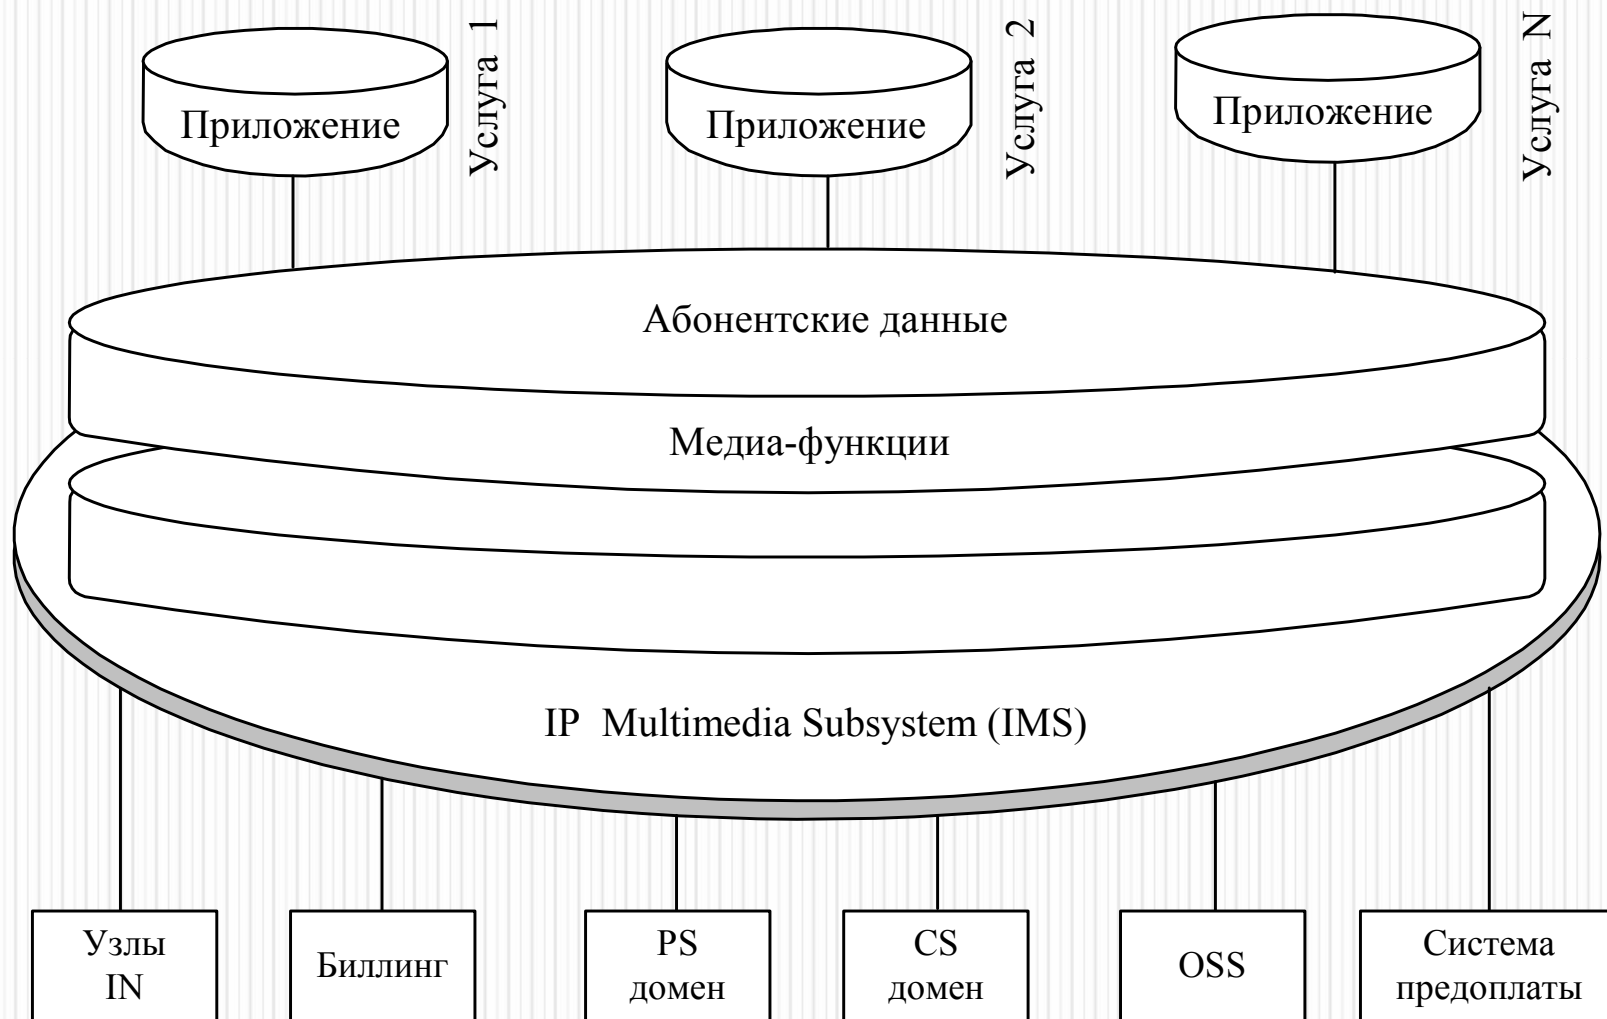 Приложение
Услуга 1
Приложение
Услуга 2
Приложение
Услуга N
Абонентские данные
Медиа-функции
IP Multimedia Subsystem (IMS)
Узлы
IN
Биллинг
PS
домен
CS
домен
OSS
Система
предоплаты